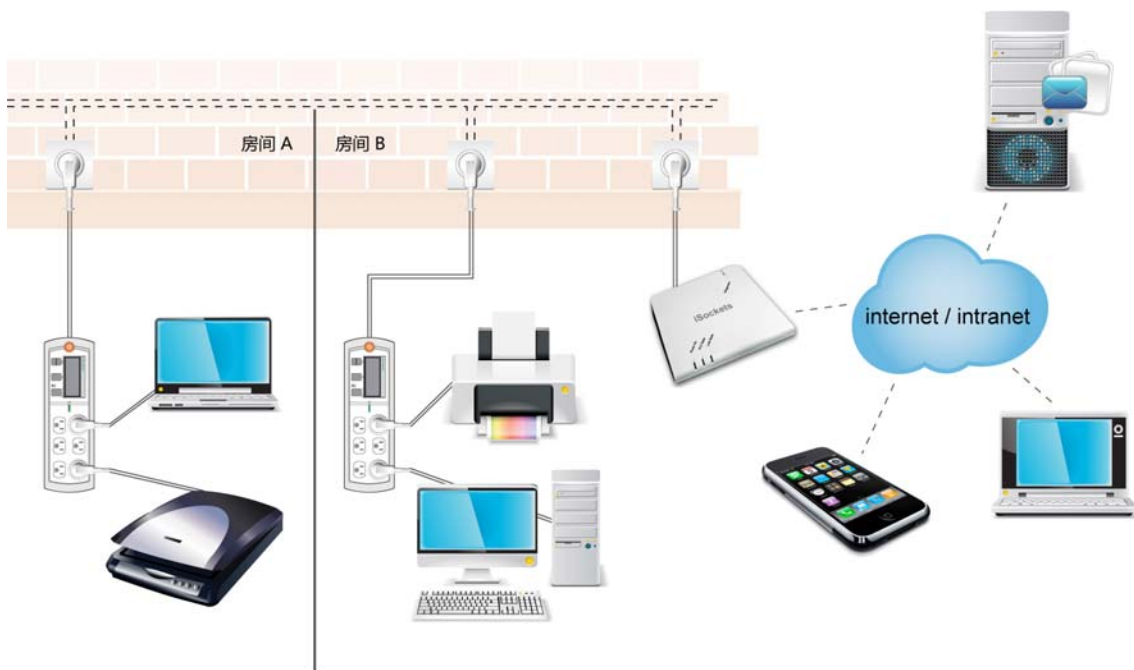 房间 A
房间 B
iSockets
internet / intranet